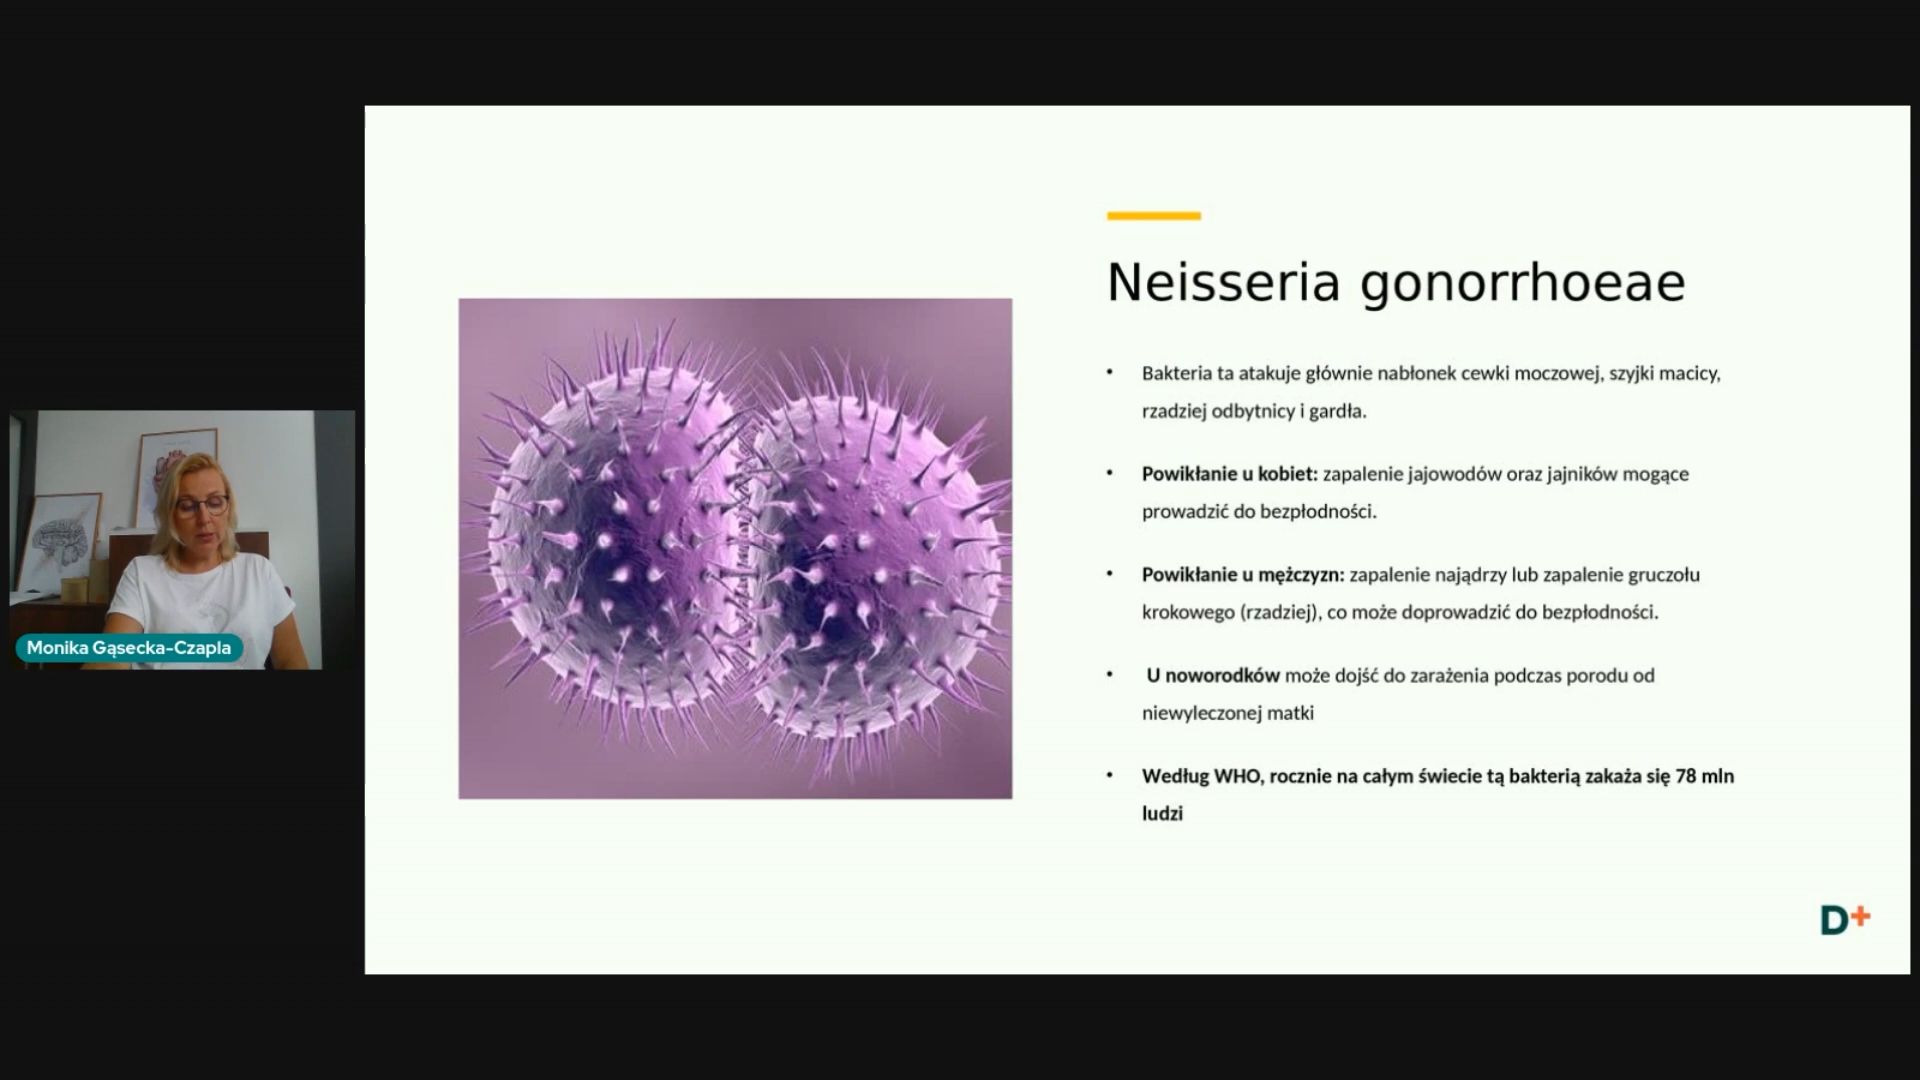 Neisseria gonorrhoeae
• Bakteria ta atakuje głównie nabłonek cewki moczowej, szyjki macicy,
rzadziej odbytnicy i gardła.
• Powikłanie u kobiet: zapalenie jajowodów oraz jajników mogące
prowadzić do bezpłodności.
• Powikłanie u mężczyzn: zapalenie najądrzy lub zapalenie gruczołu
krokowego (rzadziej), co może doprowadzić do bezpłodności.
• U noworodków może dojść do zarażenia podczas porodu od
niewyleczonej matki
• Według WHO, rocznie na całym świecie tą bakterią zakaża się 78 mln
ludzi
Monika Gąsecka-Czapla
D+